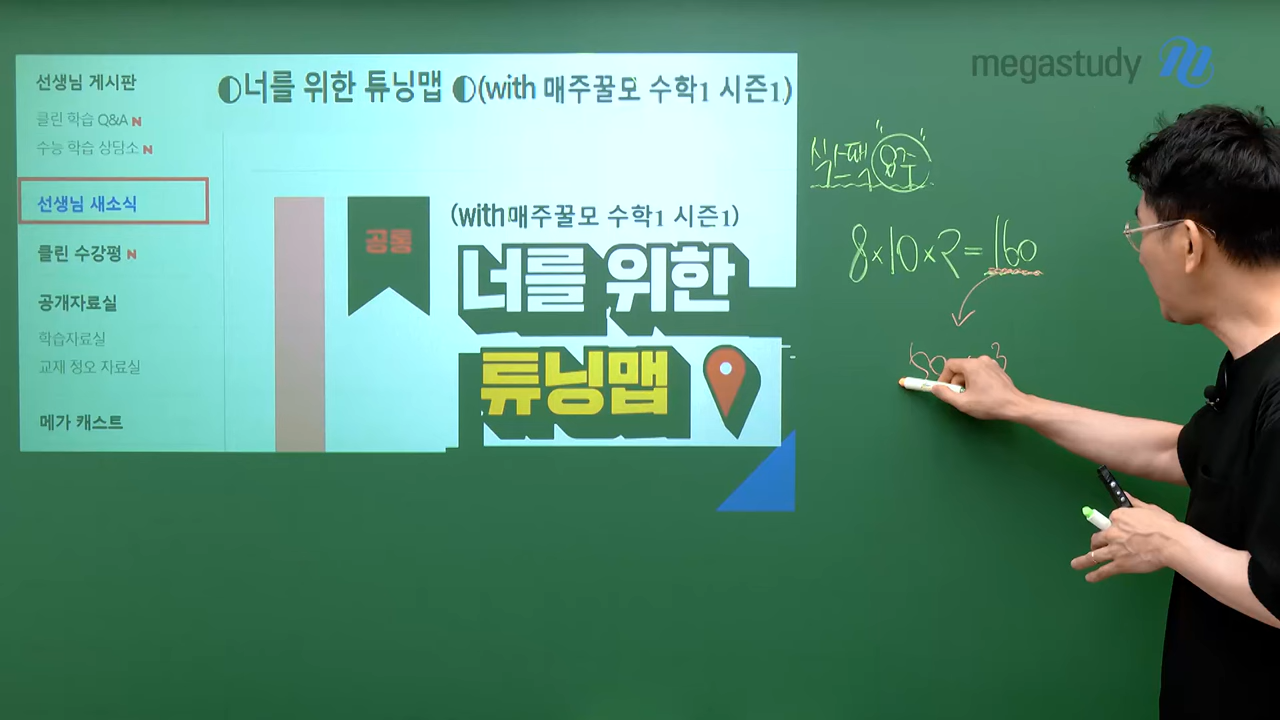 megastudy
선생님 게시판
클린 학습 Q&A N
수능 학습 상담소 N
선생님 새소식
클린 수강평 N
공개자료실
학습자료실
교재 정오 자료실
메가 캐스트
너를 위한 튜닝맵 (with 매주꿀모 수학1 시즌1)
공통
(with 매주꿀모 수학1 시즌1)
너를 위한
튜닝맵
8×10×2=160